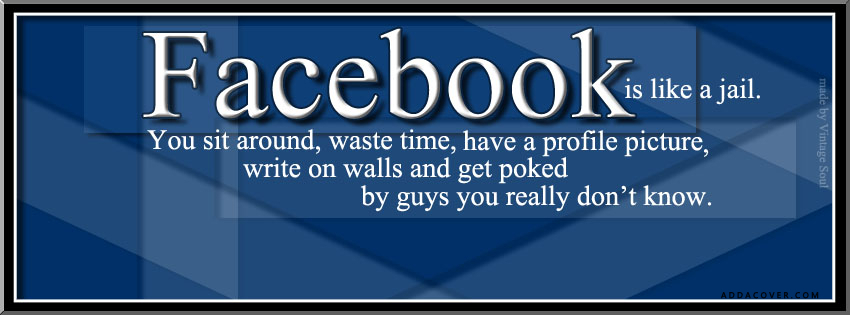 Facebook is like a jail.
You sit around, waste time, have a profile picture,
write on walls and get poked
by guys you really don't know.
made by Vintage Soul
ADDACOVER.COM